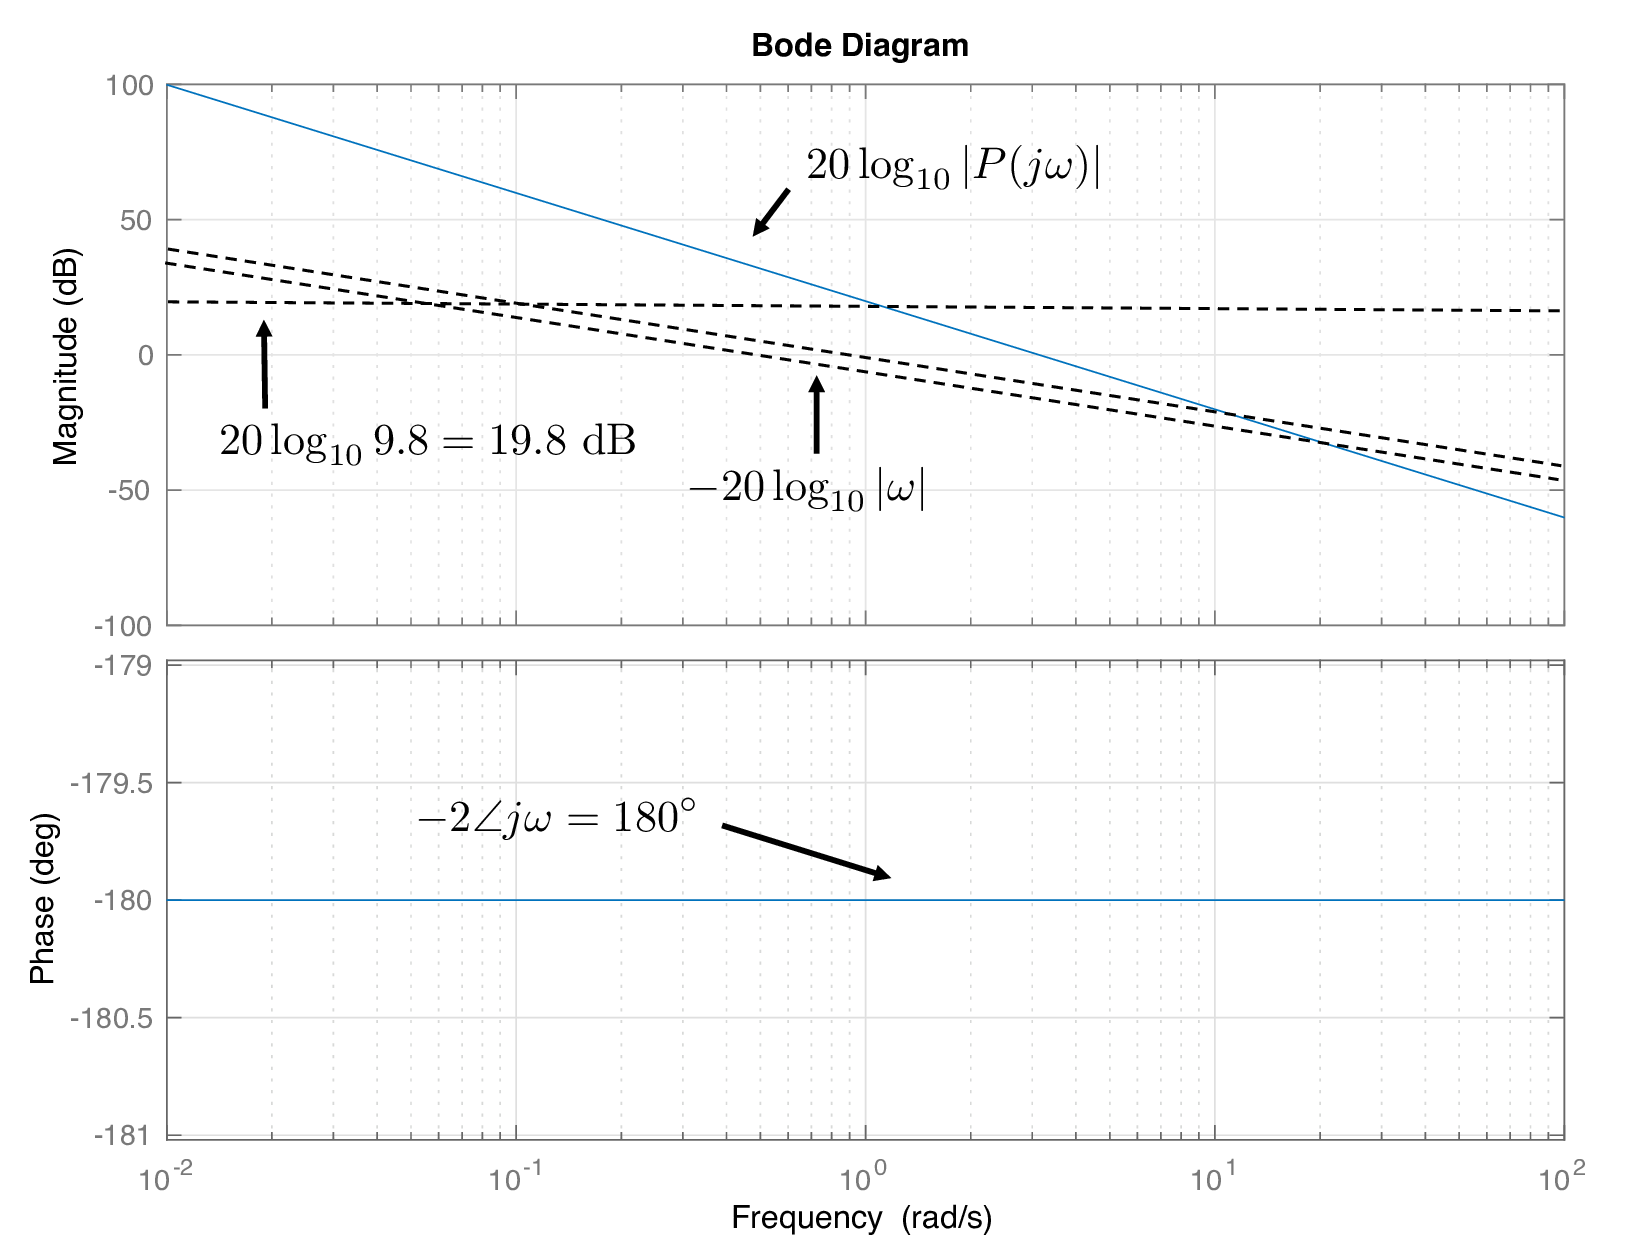 Bode Diagram
100
50
0
-50
-100
Magnitude (dB)
20 log₁₀ |P(jω)|
20 log₁₀ 9.8 = 19.8 dB
−20 log₁₀ |ω|
-179
-179.5
-180
-180.5
-181
Phase (deg)
−2∠jω = 180°
10⁻² 10⁻¹ 10⁰ 10¹ 10²
Frequency (rad/s)